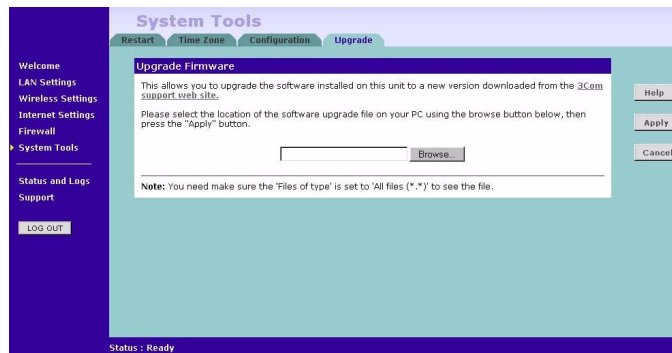 System Tools
Restart
Time Zone
Configuration
Upgrade
Welcome
LAN Settings
Wireless Settings
Internet Settings
Firewall
System Tools
Status and Logs
Support
LOG OUT
Upgrade Firmware
This allows you to upgrade the software installed on this unit to a new version downloaded from the 3Com
support web site.
Please select the location of the software upgrade file on your PC using the browse button below, then
press the "Apply" button.
Browse...
Note: You need make sure the 'Files of type' is set to 'All files (*.*)' to see the file.
Help
Apply
Cancel
Status : Ready